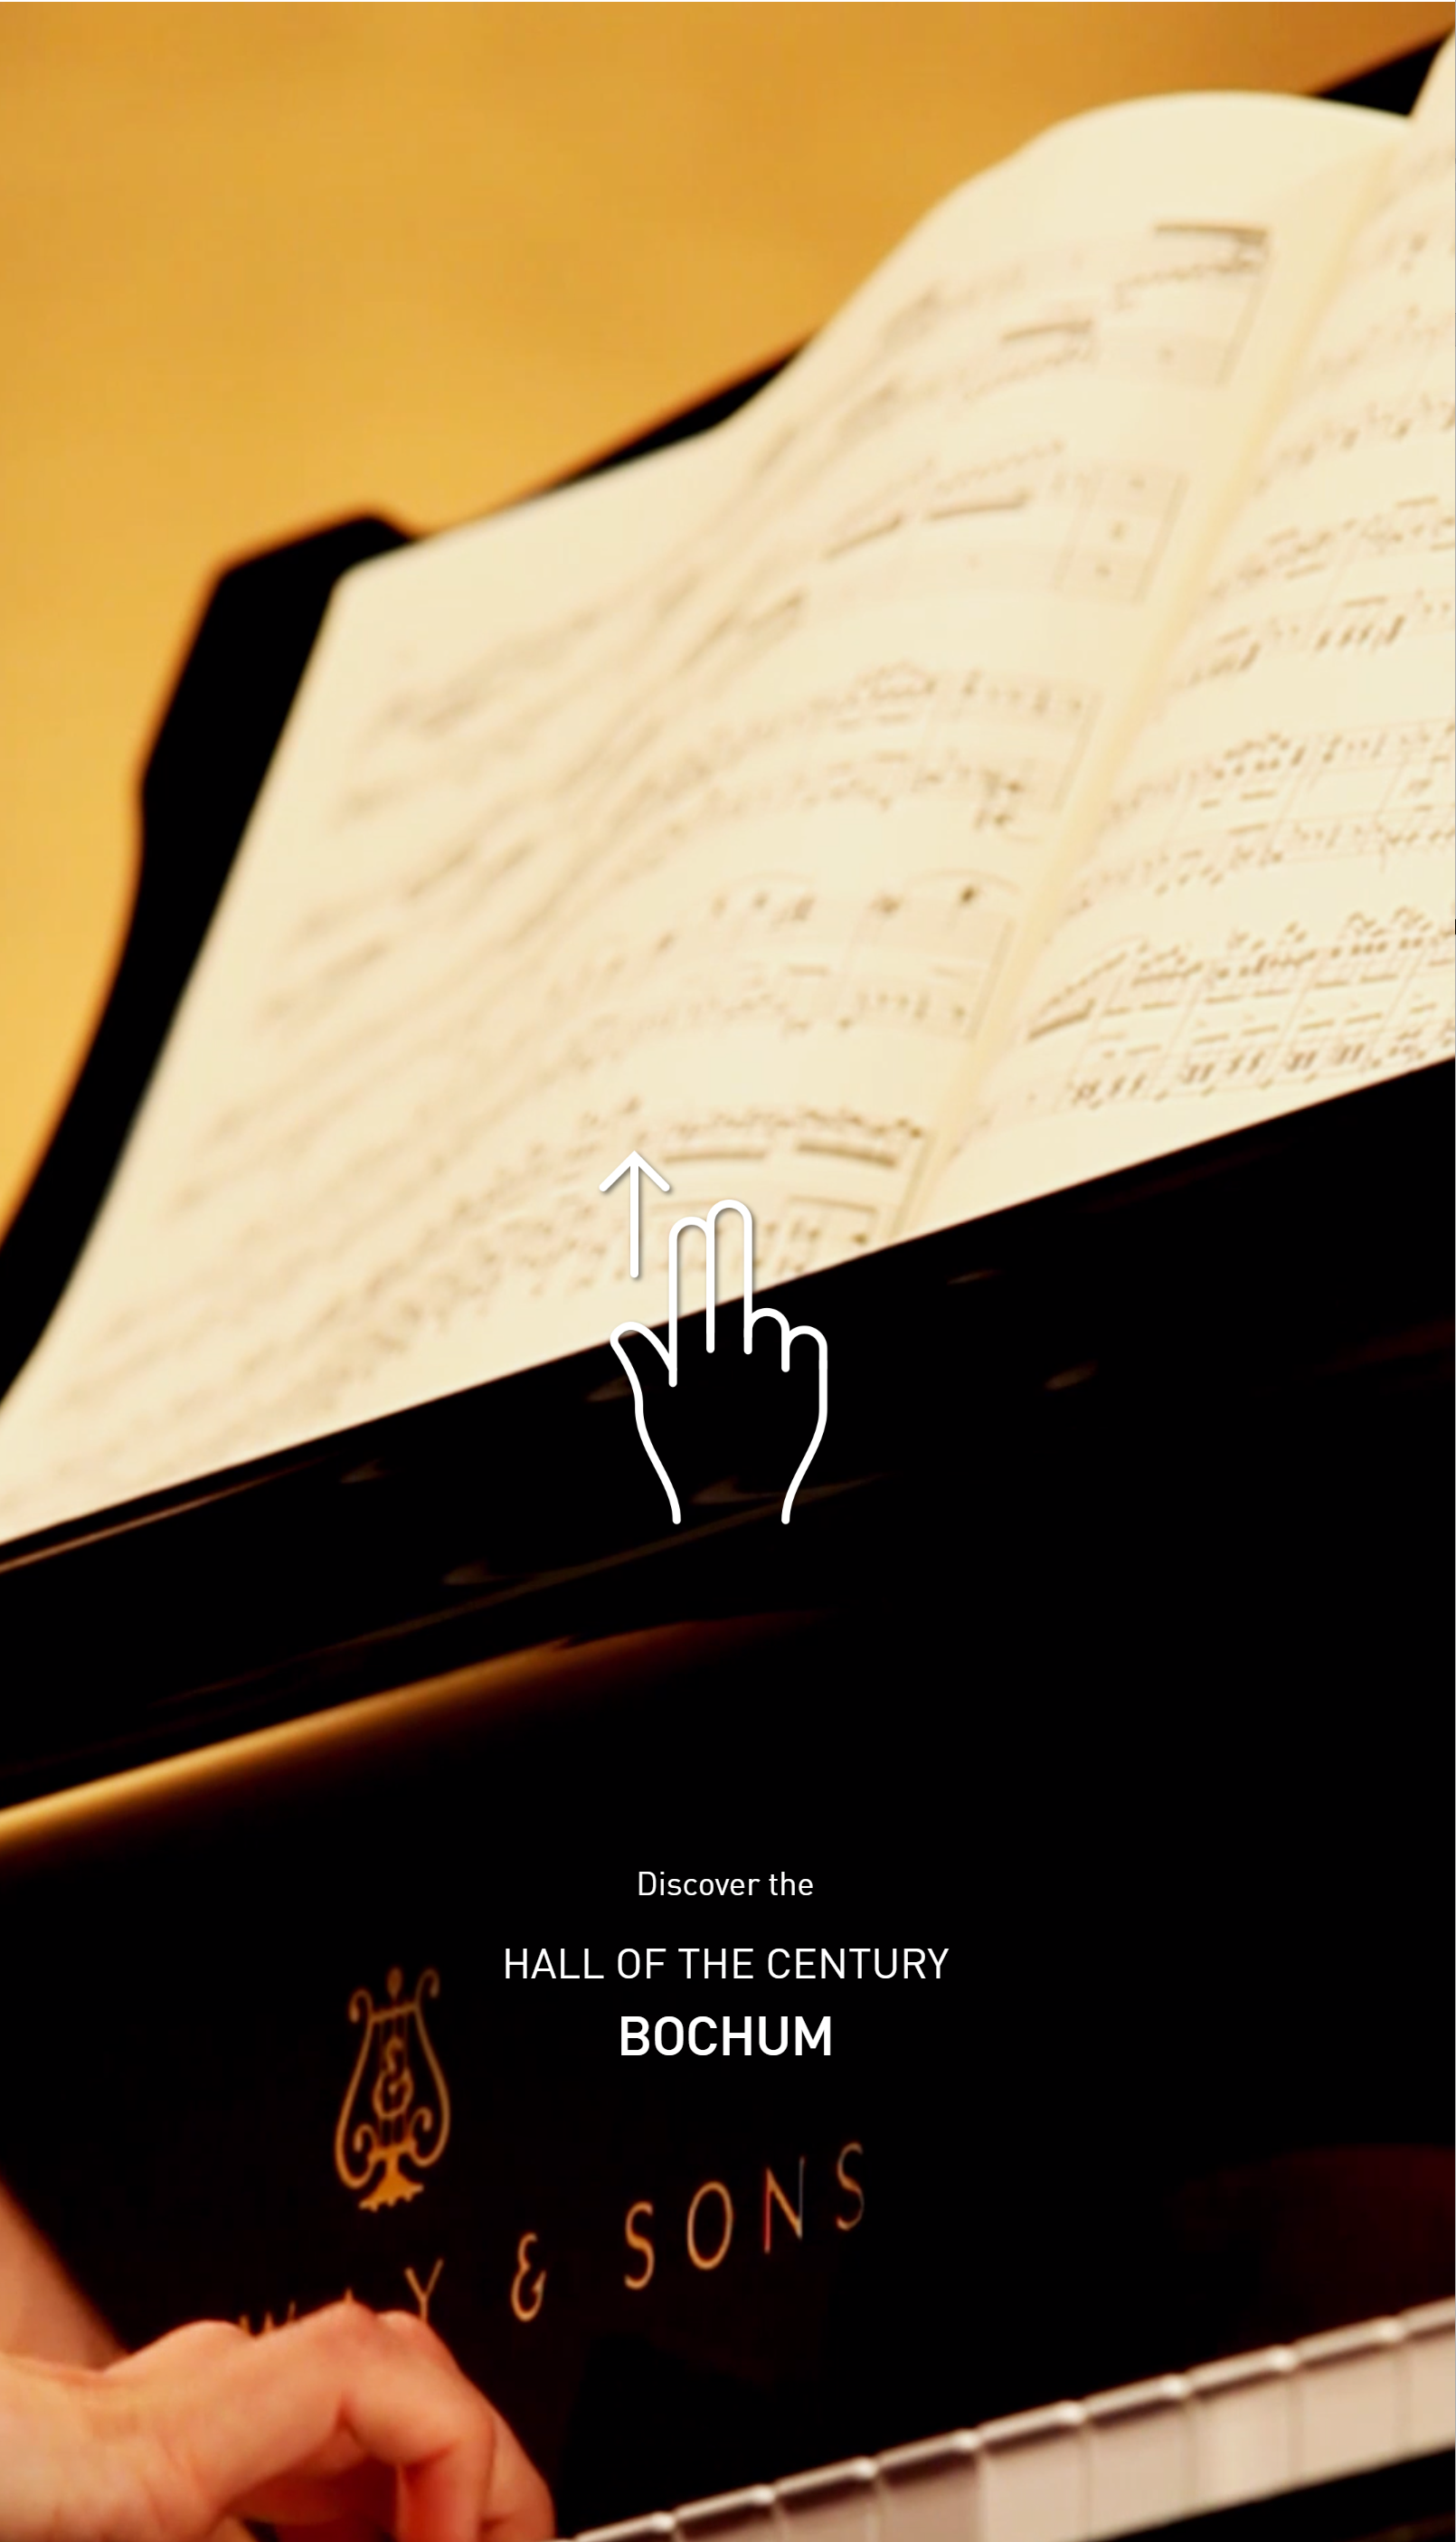 Discover the
HALL OF THE CENTURY
BOCHUM
& SONS